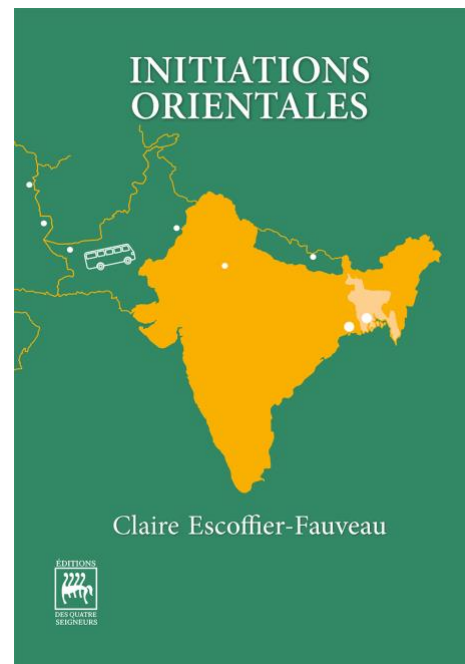 INITIATIONS
ORIENTALES
Claire Escoffier-Fauveau
ÉDITIONS
DES QUATRE
SEIGNEURS